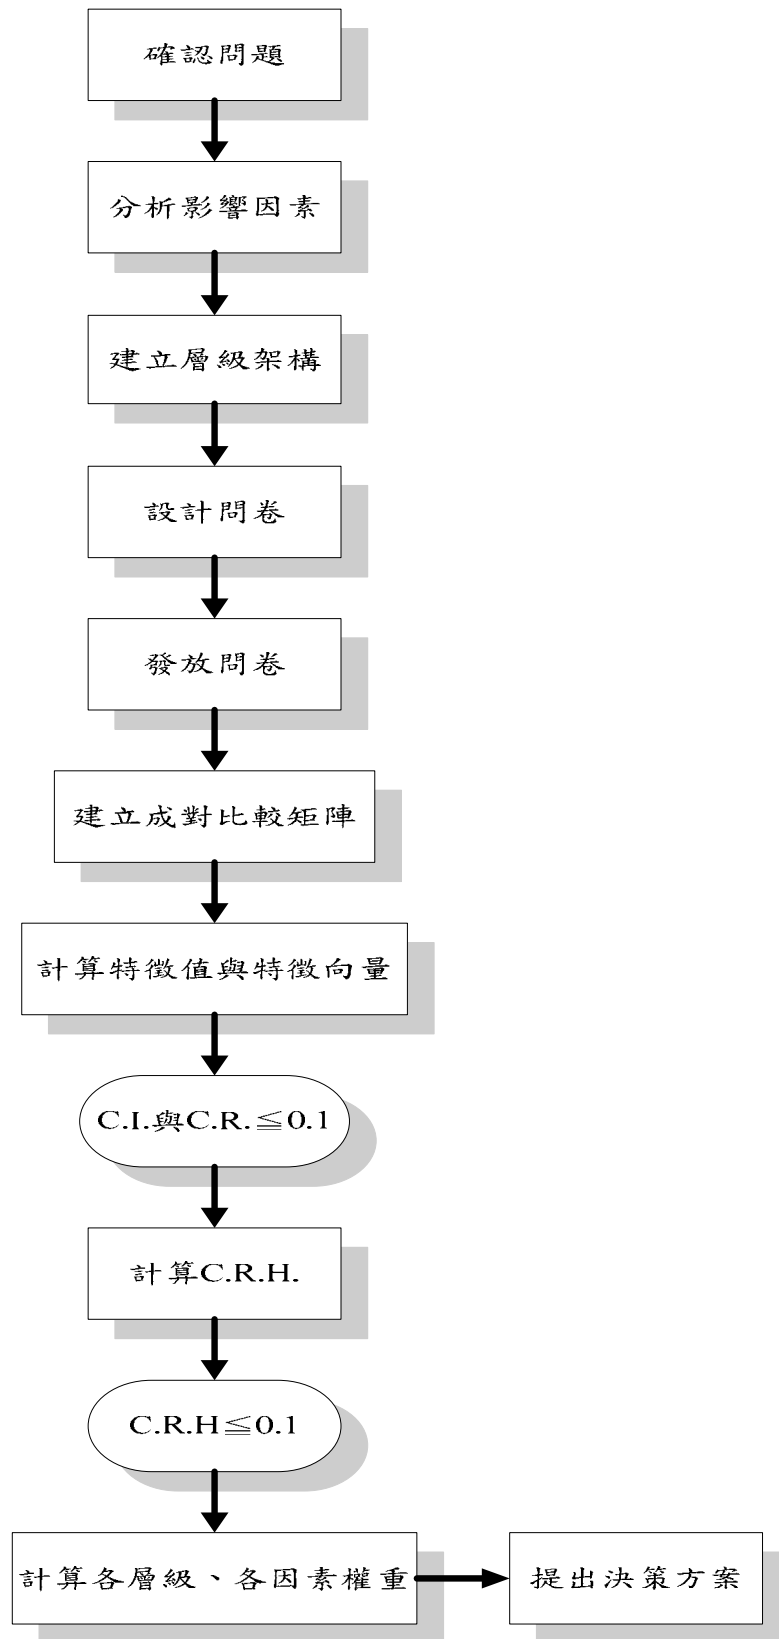 確認問題
分析影響因素
建立層級架構
設計問卷
發放問卷
建立成對比較矩陣
計算特徵值與特徵向量
C.I.與C.R.≦0.1
計算C.R.H.
C.R.H≦0.1
計算各層級、各因素權重
提出決策方案